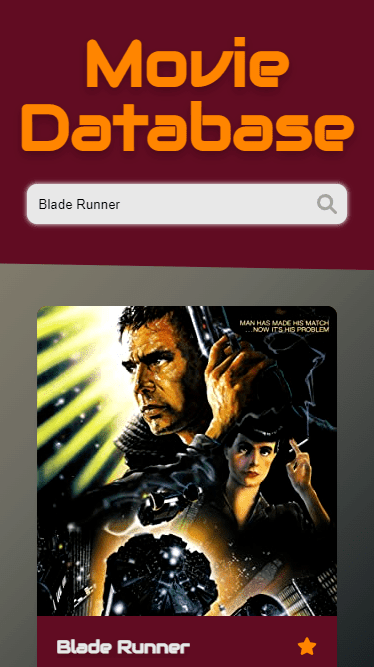 Movie
Database
Blade Runner
MAN HAS MADE HIS MATCH
...NOW IT'S HIS PROBLEM
Blade Runner